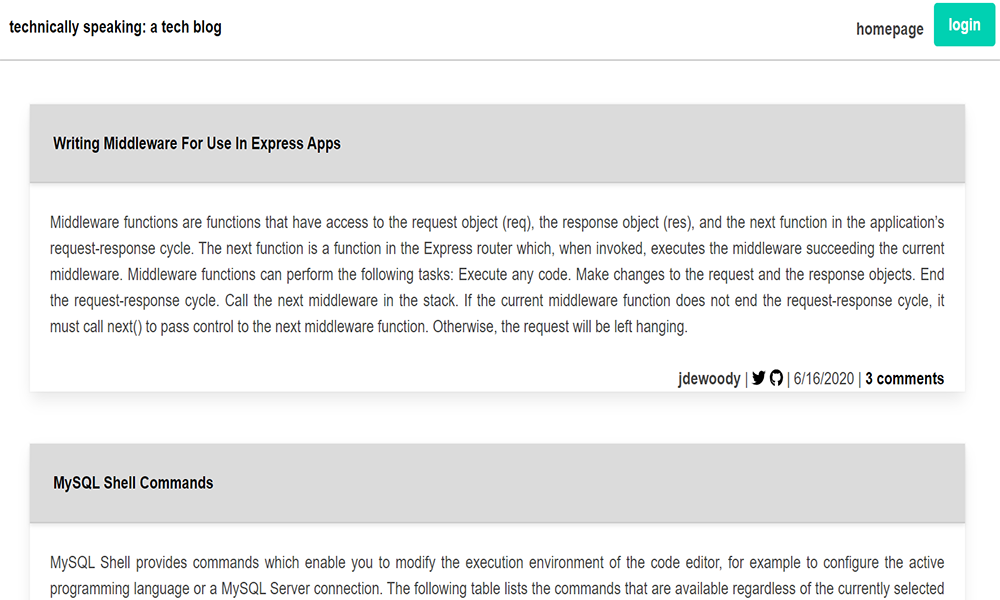 technically speaking: a tech blog
homepage
login
Writing Middleware For Use In Express Apps
Middleware functions are functions that have access to the request object (req), the response object (res), and the next function in the application’s
request-response cycle. The next function is a function in the Express router which, when invoked, executes the middleware succeeding the current
middleware. Middleware functions can perform the following tasks: Execute any code. Make changes to the request and the response objects. End
the request-response cycle. Call the next middleware in the stack. If the current middleware function does not end the request-response cycle, it
must call next() to pass control to the next middleware function. Otherwise, the request will be left hanging.
jdewoody | | 6/16/2020 | 3 comments
MySQL Shell Commands
MySQL Shell provides commands which enable you to modify the execution environment of the code editor, for example to configure the active
programming language or a MySQL Server connection. The following table lists the commands that are available regardless of the currently selected